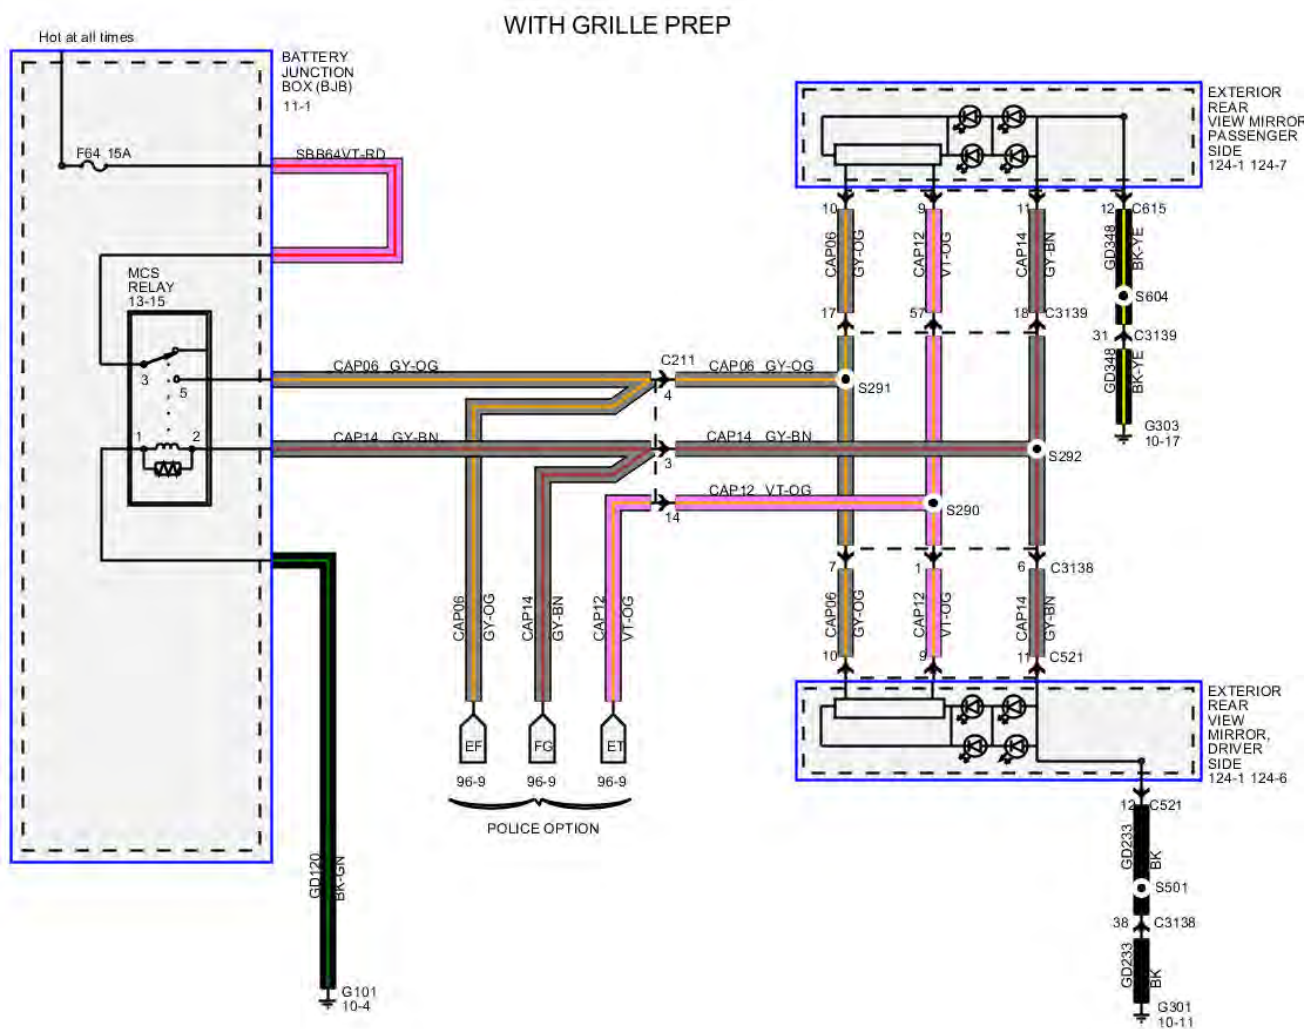 WITH GRILLE PREP
Hot at all times
BATTERY
JUNCTION
BOX (BJB)
11-1
F64 15A
SBB64VT-RD
MCS
RELAY
13-15
3
5
1
2
CAP06 GY-OG
CAP14 GY-BN
C211
4
3
14
CAP06 GY-OG
CAP14 GY-BN
CAP12 VT-OG
S291
S292
S290
EXTERIOR
REAR
VIEW MIRROR
PASSENGER
SIDE
124-1 124-7
10
9
11
12
C615
CAP06
GY-OG
CAP12
VT-OG
CAP14
GY-BN
GD348
BK-YE
S604
17
57
18
C3139
31
C3139
GD348
BK-YE
G303
10-17
7
1
6
C3138
CAP06
GY-OG
CAP12
VT-OG
CAP14
GY-BN
10
9
11
C521
EXTERIOR
REAR
VIEW
MIRROR,
DRIVER
SIDE
124-1 124-6
12
C521
GD233
BK
S501
38
C3138
GD233
BK
G301
10-11
CAP06
GY-OG
CAP14
GY-BN
CAP12
VT-OG
EF
FG
ET
96-9
96-9
96-9
POLICE OPTION
GD120
BK-GN
G101
10-4